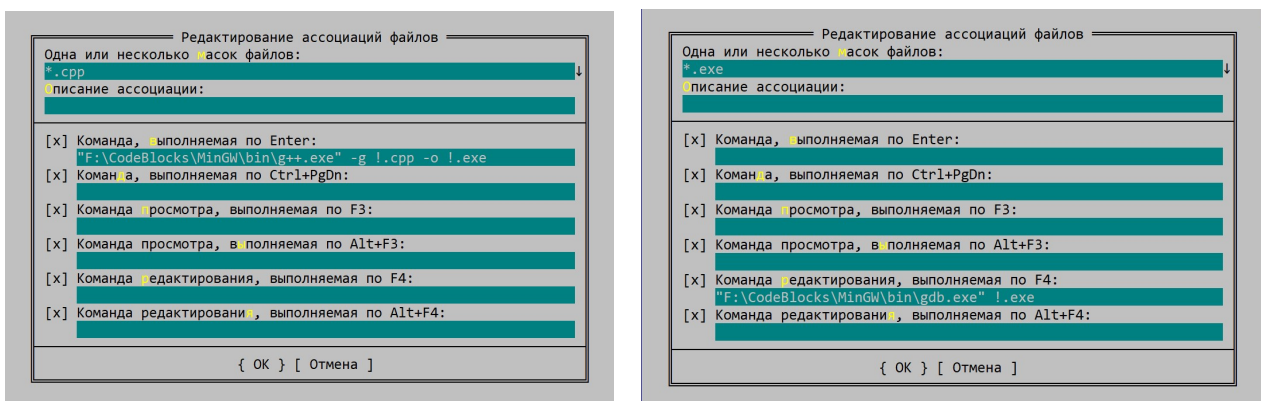 Редактирование ассоциаций файлов
Одна или несколько масок файлов:
*.cpp ↓
Описание ассоциации:
[x] Команда, выполняемая по Enter:
"F:\CodeBlocks\MinGW\bin\g++.exe" -g !.cpp -o !.exe
[x] Команда, выполняемая по Ctrl+PgDn:
[x] Команда просмотра, выполняемая по F3:
[x] Команда просмотра, выполняемая по Alt+F3:
[x] Команда редактирования, выполняемая по F4:
[x] Команда редактирования, выполняемая по Alt+F4:
{ OK } [ Отмена ]
Редактирование ассоциаций файлов
Одна или несколько масок файлов:
*.exe ↓
Описание ассоциации:
[x] Команда, выполняемая по Enter:
[x] Команда, выполняемая по Ctrl+PgDn:
[x] Команда просмотра, выполняемая по F3:
[x] Команда просмотра, выполняемая по Alt+F3:
[x] Команда редактирования, выполняемая по F4:
"F:\CodeBlocks\MinGW\bin\gdb.exe" !.exe
[x] Команда редактирования, выполняемая по Alt+F4:
{ OK } [ Отмена ]